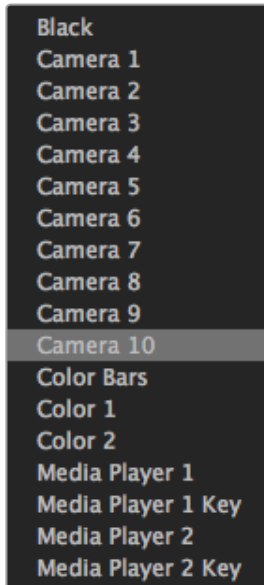 Black
Camera 1
Camera 2
Camera 3
Camera 4
Camera 5
Camera 6
Camera 7
Camera 8
Camera 9
Camera 10
Color Bars
Color 1
Color 2
Media Player 1
Media Player 1 Key
Media Player 2
Media Player 2 Key